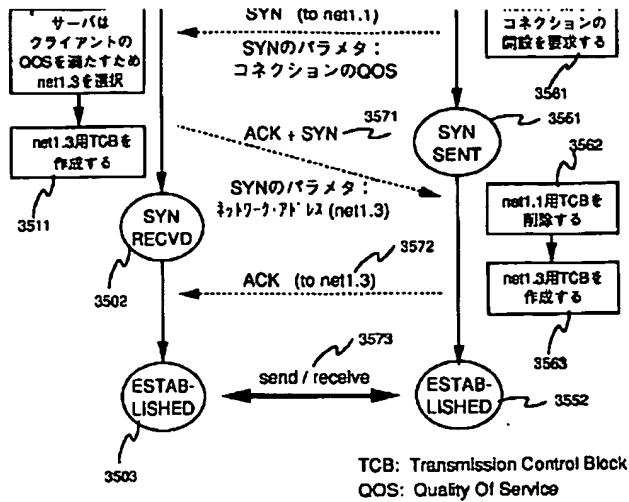 サーバは
クライアントの
QOSを満たすため
net1.3を選択
SYN (to net1.1)
SYNのパラメタ：
コネクションのQOS
コネクションの
開設を要求する
3561
3551
SYN
SENT
net1.3用TCBを
作成する
3511
ACK + SYN
3571
SYNのパラメタ：
ネットワーク・アドレス (net1.3)
SYN
RECVD
3502
3562
net1.1用TCBを
削除する
ACK (to net1.3)
3572
net1.3用TCBを
作成する
3563
3573
send / receive
ESTAB-
LISHED
3503
ESTAB-
LISHED
3552
TCB: Transmission Control Block
QOS: Quality Of Service